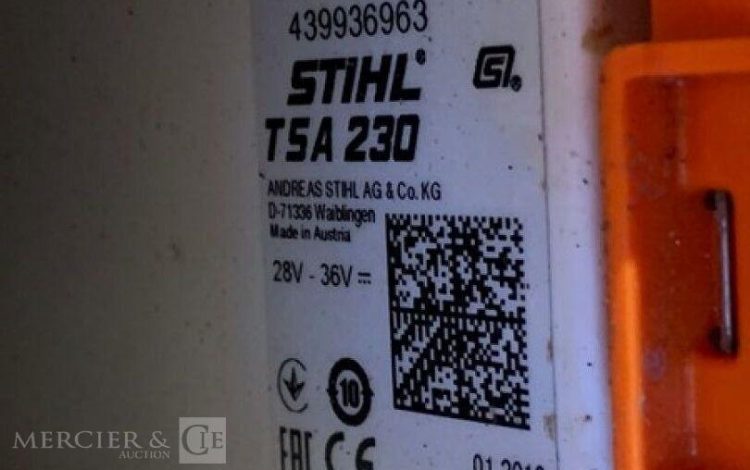 439936963
STIHL®
TSA 230
ANDREAS STIHL AG & Co. KG
D-71336 Waiblingen
Made in Austria
28V - 36V
10
EAC CE
MERCIER & CIE
AUCTION